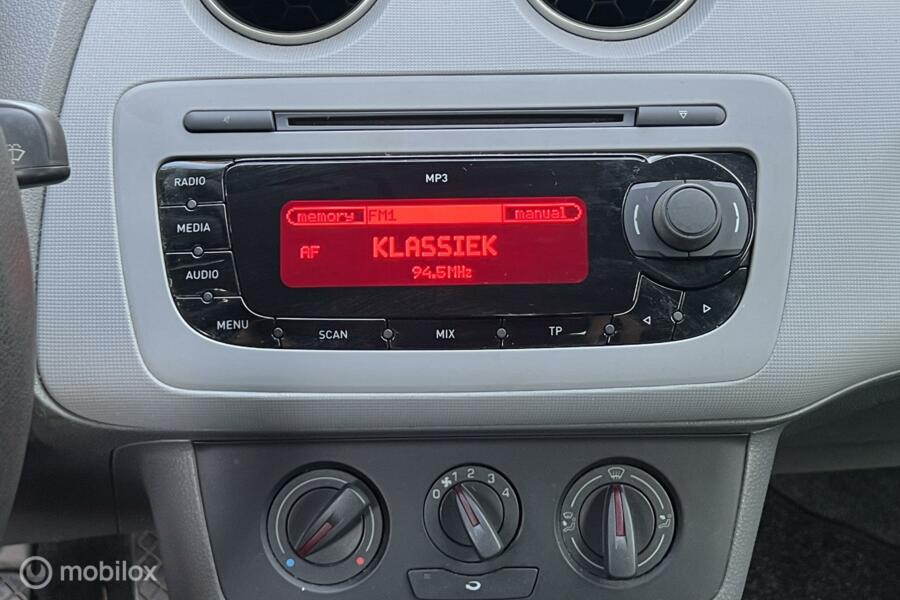 RADIO
MP3
memory FM1 manual
MEDIA
AF KLASSIEK
94.5MHz
AUDIO
MENU
SCAN
MIX
TP
0 1 2 3 4
mobilox